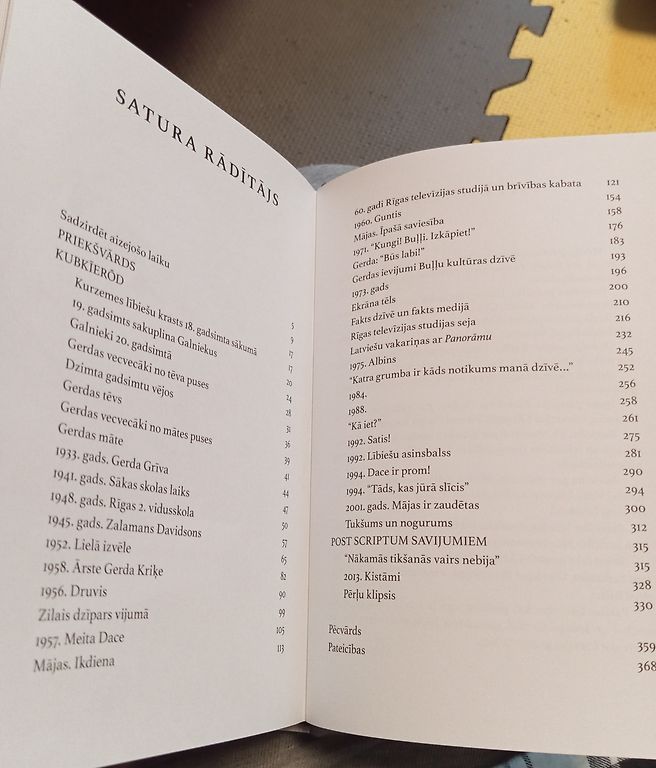 SATURA RĀDĪTĀJS
Sadzirdēt aizejošo laiku 5
PRIEKŠVĀRDS 9
KUBĶIERŌD 17
Kurzemes lībiešu krasts 18. gadsimta sākumā 17
19. gadsimts sakuplina Galniekus 20
Galnieki 20. gadsimtā 24
Gerdas vecvecāki no tēva puses 28
Dzimta gadsimtu vējos 31
Gerdas tēvs 36
Gerdas vecvecāki no mātes puses 39
Gerdas māte 41
1933. gads. Gerda Grīva 44
1941. gads. Sākas skolas laiks 47
1948. gads. Rīgas 2. vidusskola 50
1945. gads. Zalamans Davidsons 57
1952. Lielā izvēle 65
1958. Ārste Gerda Kriķe 82
1956. Druvis 90
Zilais dzīpars vijumā 99
1957. Meita Dace 105
Mājas. Ikdiena 113
60. gadi Rīgas televīzijas studijā un brīvības kabata 121
1960. Guntis 154
Mājas. Īpašā saviesība 158
1971. “Kungi! Buļļi. Izkāpiet!” 176
Gerda: “Būs labi!” 183
Gerdas ievijumi Buļļu kultūras dzīvē 193
1973. gads 196
Ekrāna tēls 200
Fakts dzīvē un fakts medijā 210
Rīgas televīzijas studijas seja 216
Latviešu vakariņas ar Panorāmu 232
1975. Albins 245
“Katra grumba ir kāds notikums manā dzīvē...” 252
1984. 256
1988. 258
“Kā iet?” 261
1992. Satis! 275
1992. Lībiešu asinsbalss 281
1994. Dace ir prom! 290
1994. “Tāds, kas jūrā slīcis” 294
2001. gads. Mājas ir zaudētas 300
Tukšums un nogurums 312
POST SCRIPTUM SAVIJUMIEM 315
“Nākamās tikšanās vairs nebija” 315
2013. Kistāmi 328
Pērļu klipsis 330
Pēcvārds 359
Pateicības 368